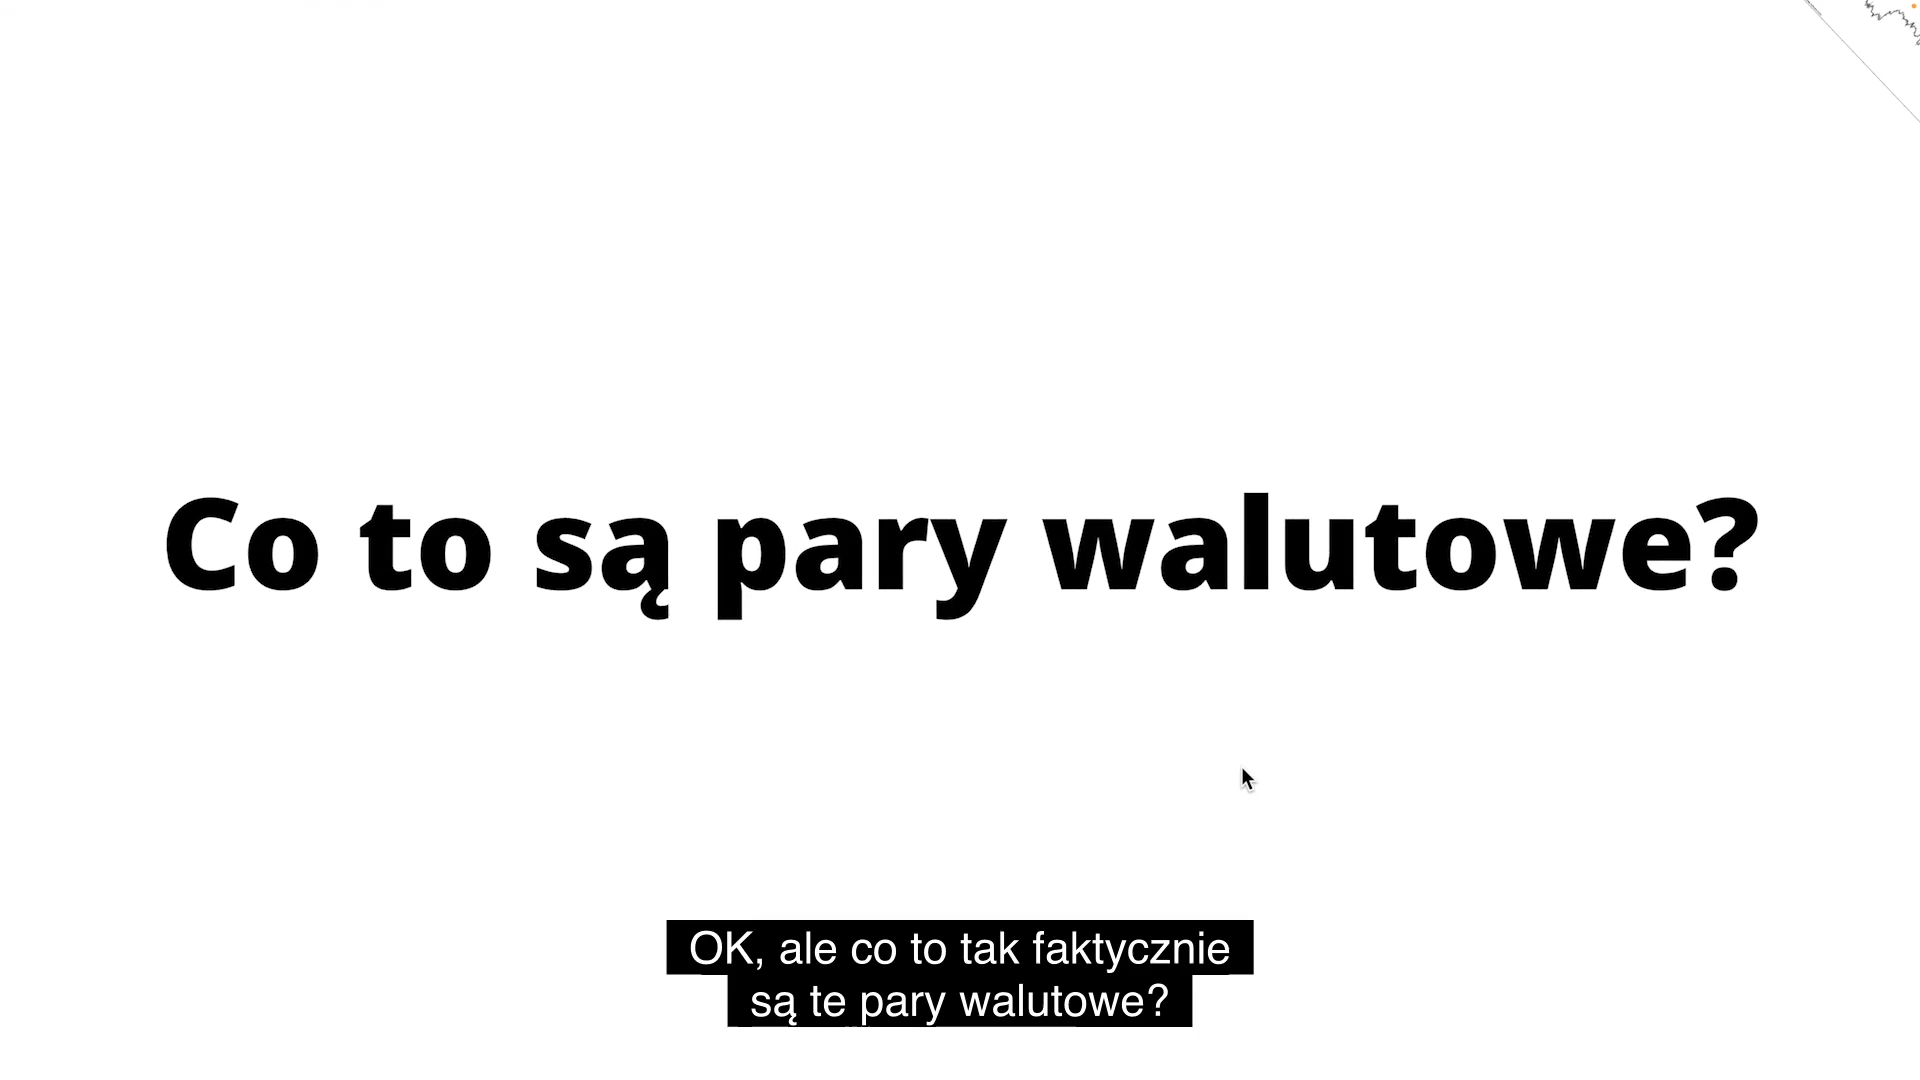 Co to są pary walutowe?
OK, ale co to tak faktycznie
są te pary walutowe?